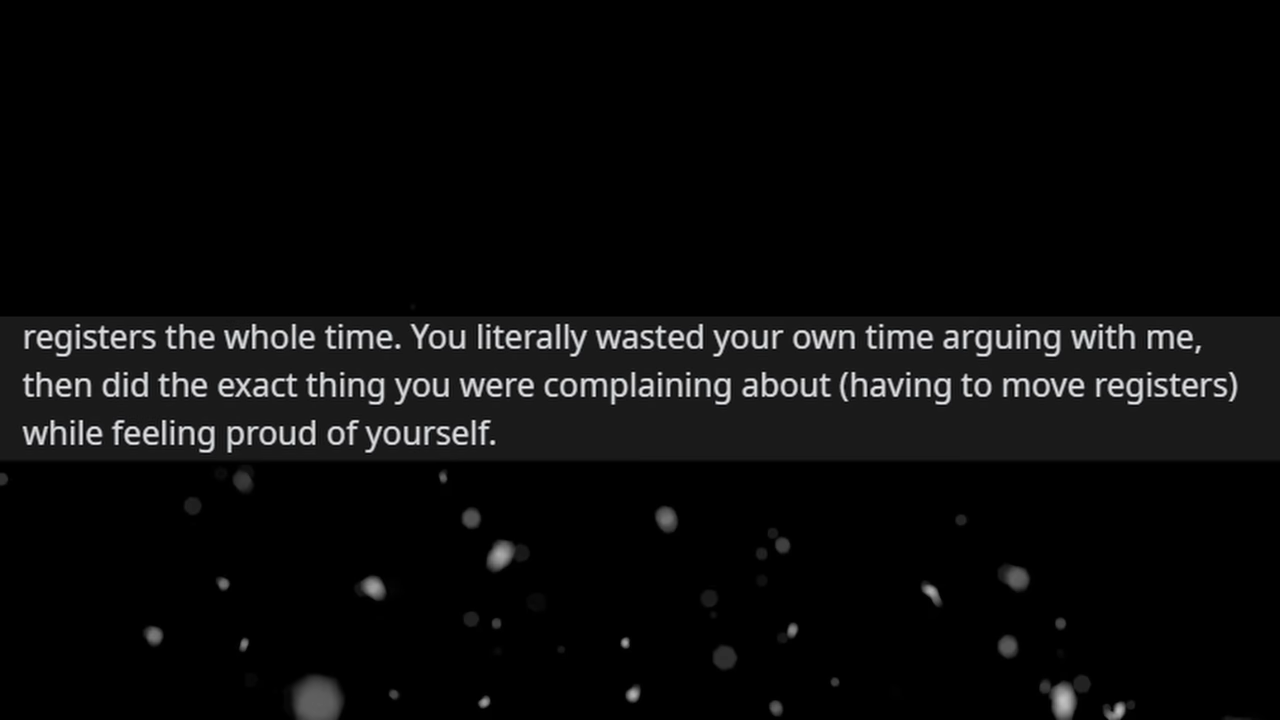 registers the whole time. You literally wasted your own time arguing with me,
then did the exact thing you were complaining about (having to move registers)
while feeling proud of yourself.